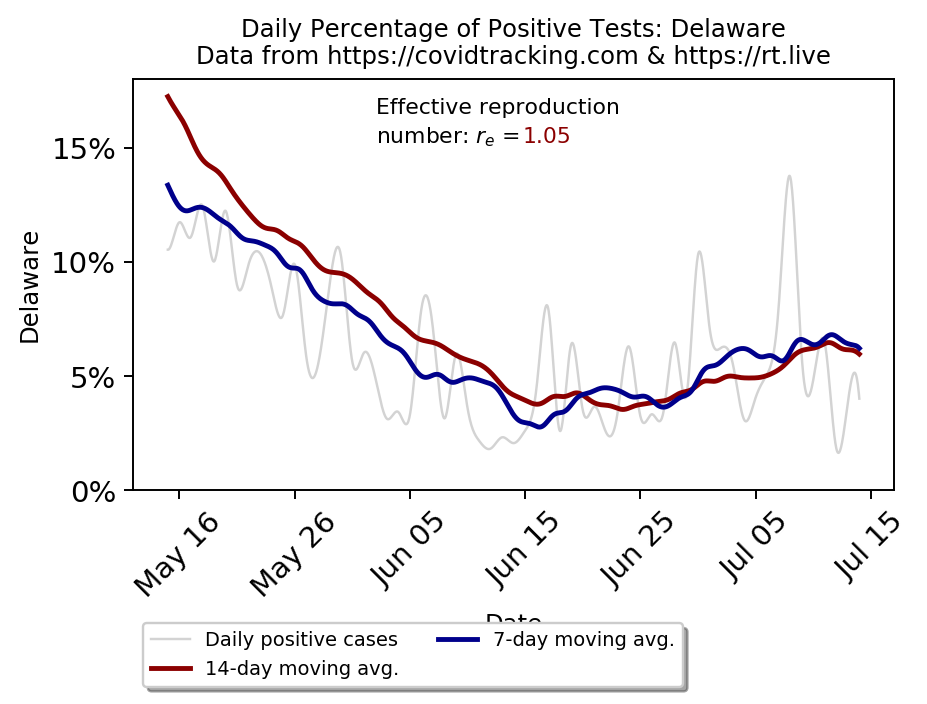 Daily Percentage of Positive Tests: Delaware
Data from https://covidtracking.com & https://rt.live
Effective reproduction
number: rₑ = 1.05
Delaware
15%
10%
5%
0%
May 16
May 26
Jun 05
Jun 15
Jun 25
Jul 05
Jul 15
Date
Daily positive cases
14-day moving avg.
7-day moving avg.